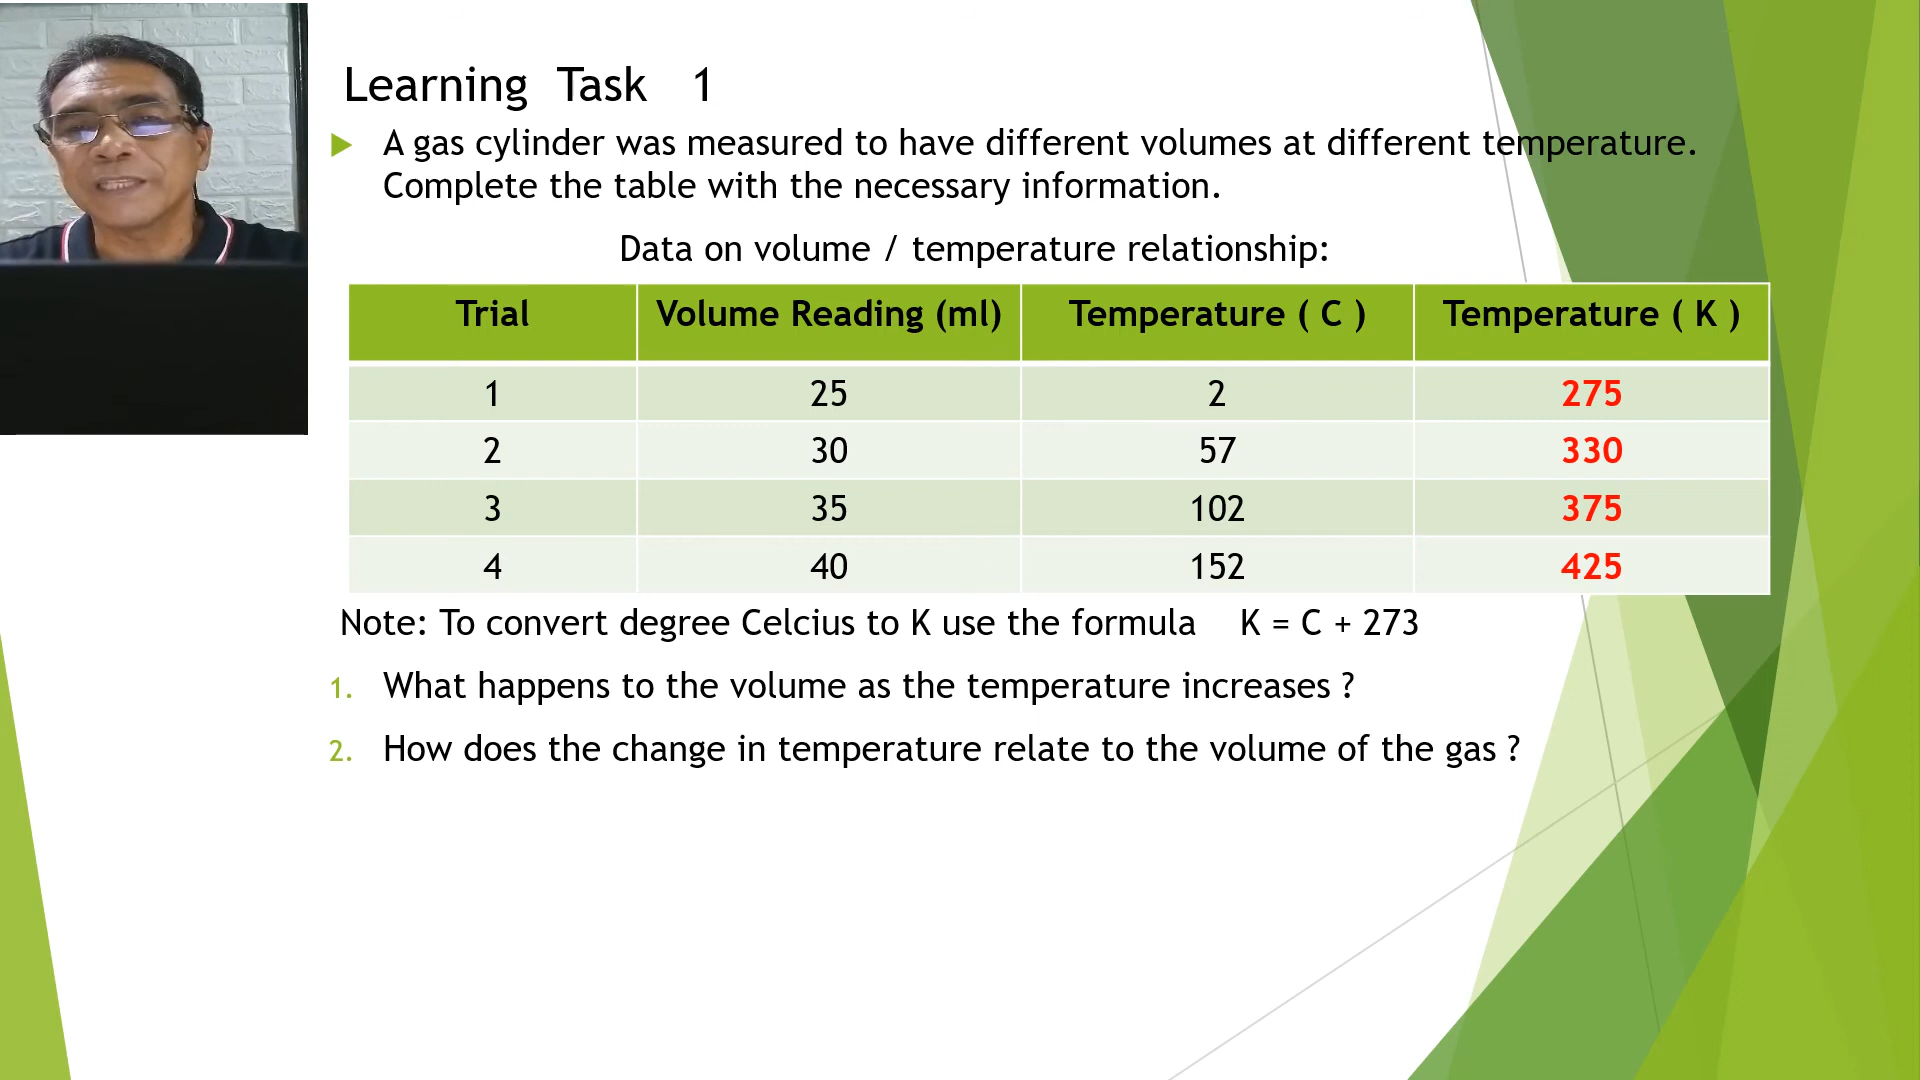 Learning Task 1
A gas cylinder was measured to have different volumes at different temperature.
Complete the table with the necessary information.
Data on volume / temperature relationship:
Trial Volume Reading (ml) Temperature ( C ) Temperature ( K )
1 25 2 275
2 30 57 330
3 35 102 375
4 40 152 425
Note: To convert degree Celcius to K use the formula K = C + 273
1. What happens to the volume as the temperature increases ?
2. How does the change in temperature relate to the volume of the gas ?